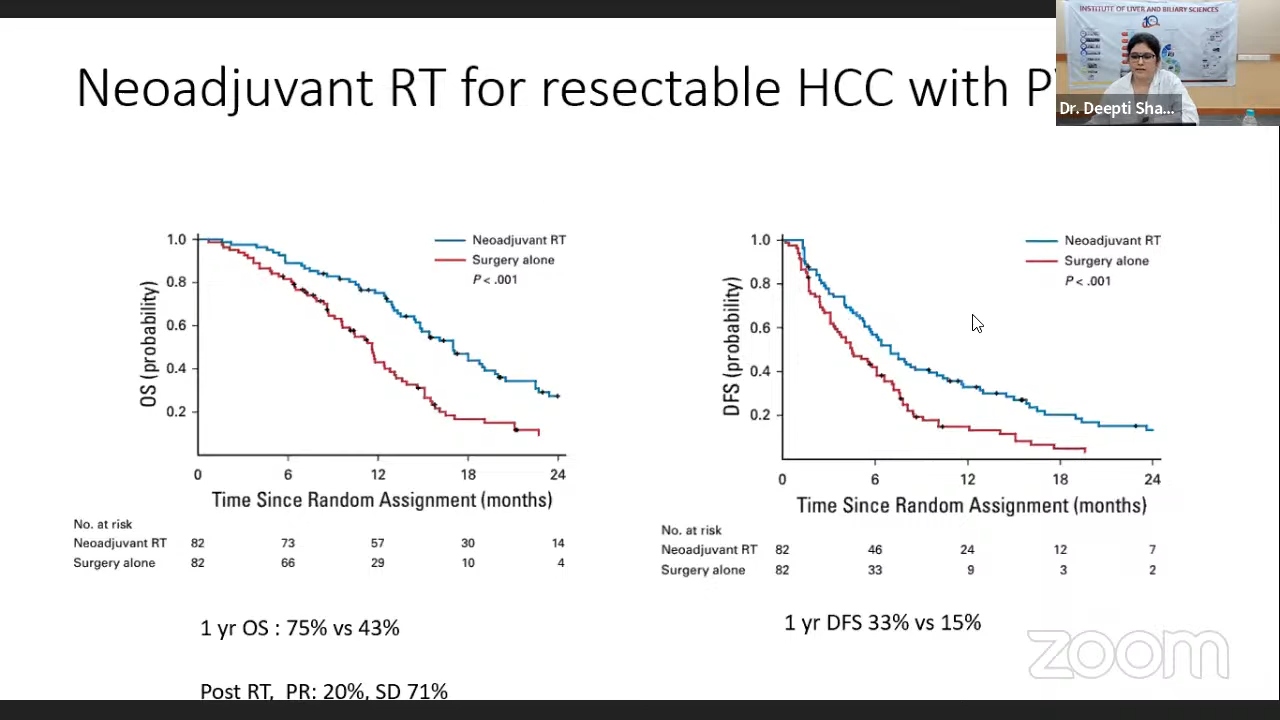 INSTITUTE OF LIVER AND BILIARY SCIENCES
Neoadjuvant RT for resectable HCC with
Dr. Deepti Sha...
1.0
0.8
0.6
0.4
0.2
OS (probability)
Neoadjuvant RT
Surgery alone
P < .001
0 6 12 18 24
Time Since Random Assignment (months)
No. at risk
Neoadjuvant RT 82 73 57 30 14
Surgery alone 82 66 29 10 4
1 yr OS : 75% vs 43%
Post RT, PR: 20%, SD 71%
1.0
0.8
0.6
0.4
0.2
DFS (probability)
Neoadjuvant RT
Surgery alone
P < .001
0 6 12 18 24
Time Since Random Assignment (months)
No. at risk
Neoadjuvant RT 82 46 24 12 7
Surgery alone 82 33 9 3 2
1 yr DFS 33% vs 15%
zoom